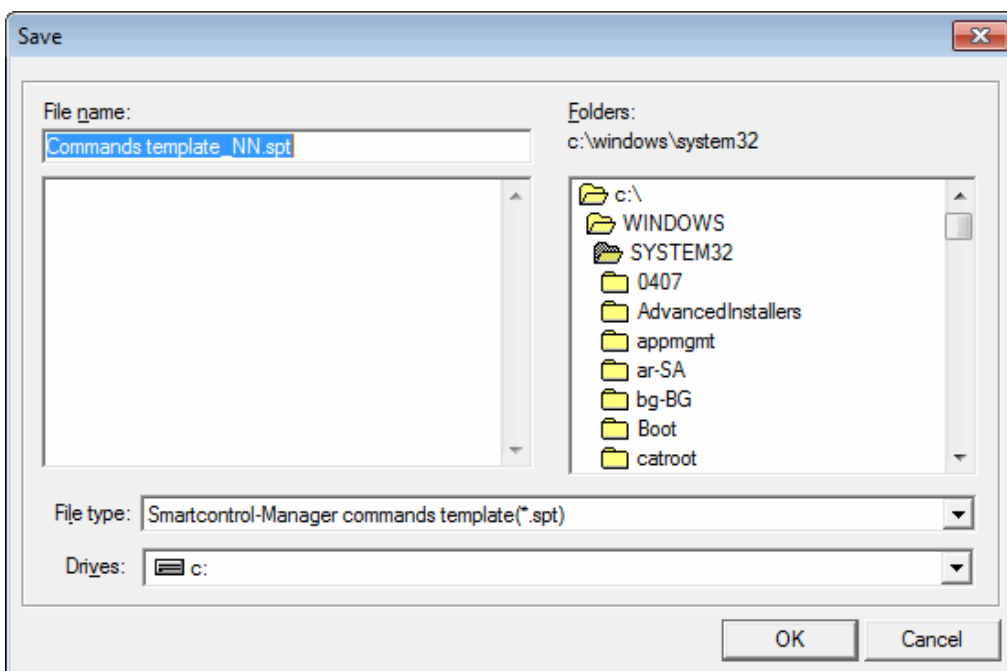 Save
File name:
Commands template_NN.spt
Folders:
c:\windows\system32
c:\
WINDOWS
SYSTEM32
0407
AdvancedInstallers
appmgmt
ar-SA
bg-BG
Boot
catroot
File type:
Smartcontrol-Manager commands template(*.spt)
Drives:
c:
OK
Cancel